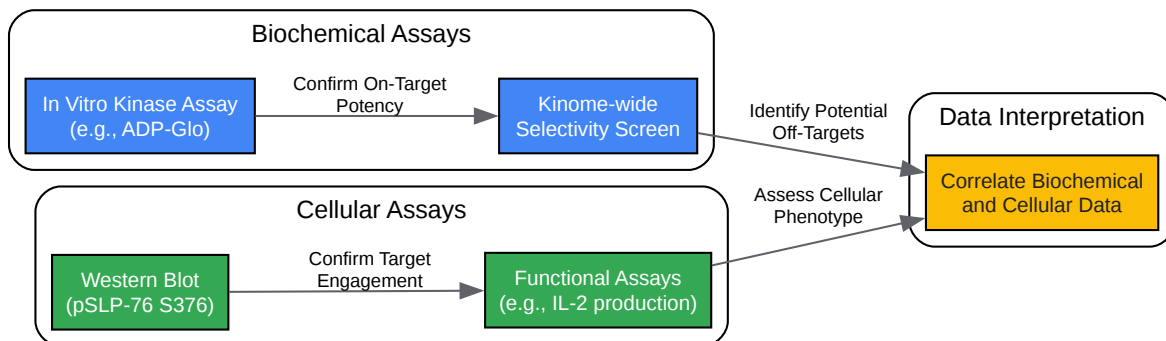 Biochemical Assays
In Vitro Kinase Assay
(e.g., ADP-Glo)
Confirm On-Target
Potency
Kinome-wide
Selectivity Screen
Identify Potential
Off-Targets
Data Interpretation
Correlate Biochemical
and Cellular Data
Cellular Assays
Western Blot
(pSLP-76 S376)
Confirm Target
Engagement
Functional Assays
(e.g., IL-2 production)
Assess Cellular
Phenotype